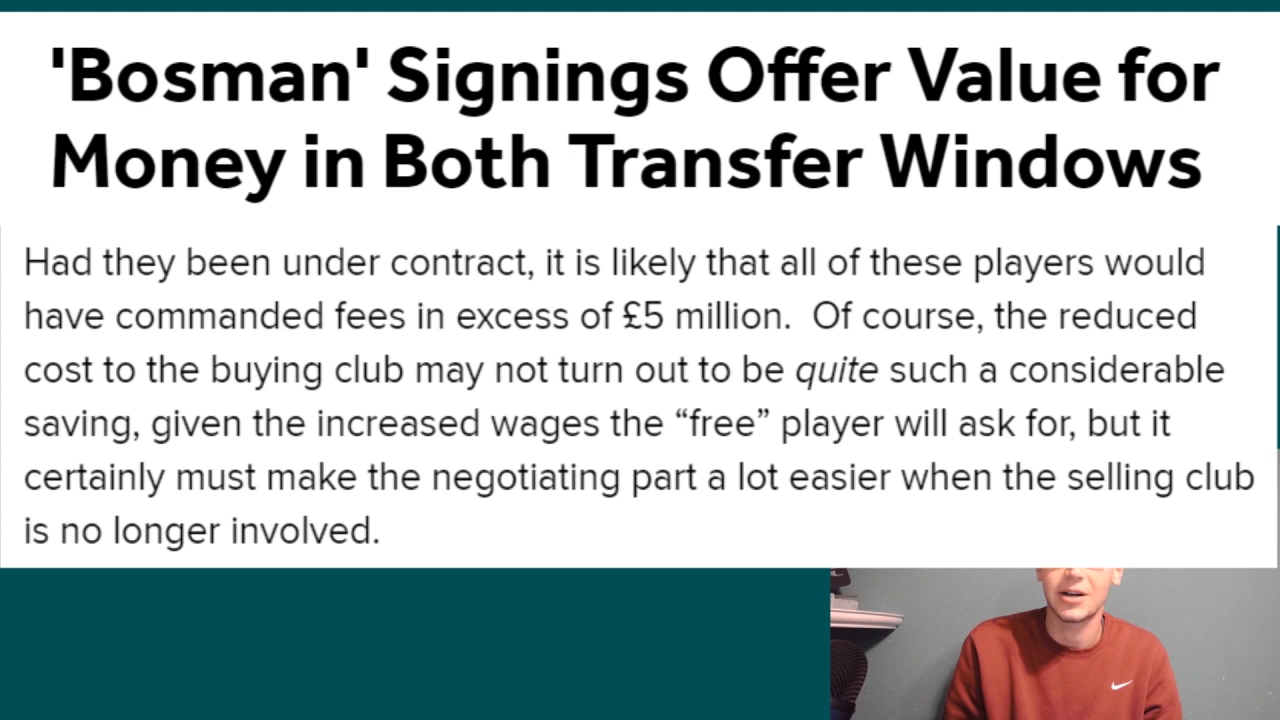 'Bosman' Signings Offer Value for
Money in Both Transfer Windows
Had they been under contract, it is likely that all of these players would
have commanded fees in excess of £5 million.  Of course, the reduced
cost to the buying club may not turn out to be quite such a considerable
saving, given the increased wages the “free” player will ask for, but it
certainly must make the negotiating part a lot easier when the selling club
is no longer involved.